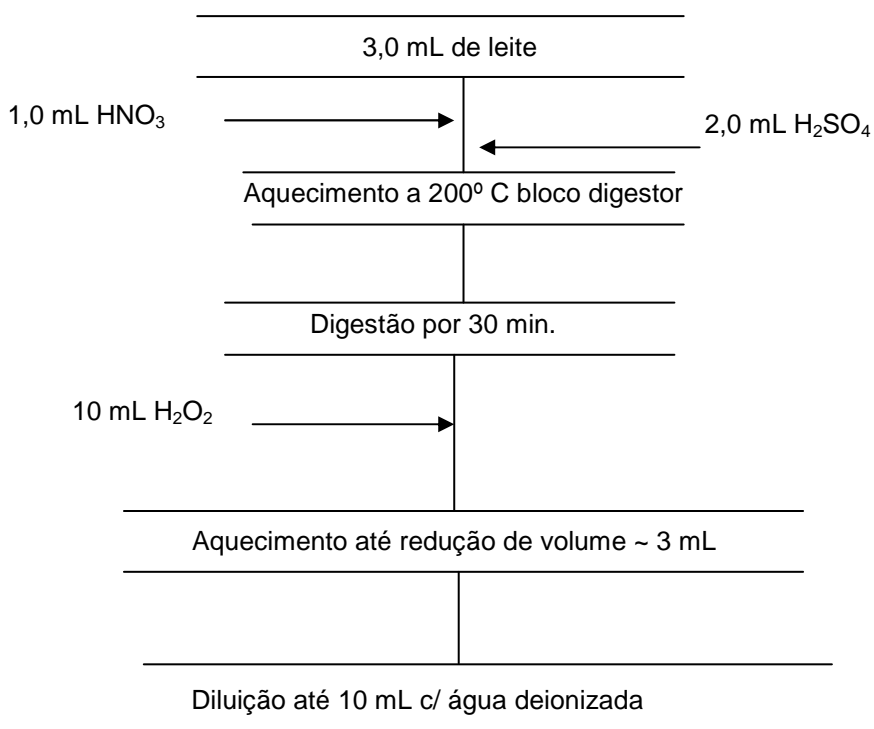 3,0 mL de leite
1,0 mL HNO₃
2,0 mL H₂SO₄
Aquecimento a 200º C bloco digestor
Digestão por 30 min.
10 mL H₂O₂
Aquecimento até redução de volume ~ 3 mL
Diluição até 10 mL c/ água deionizada